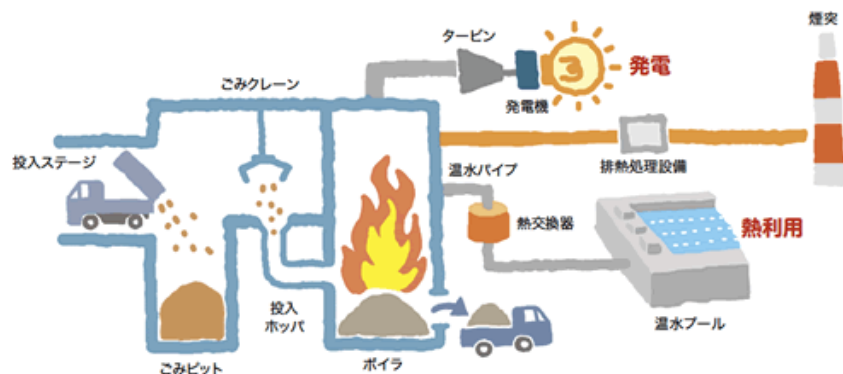 煙突
タービン
発電
ごみクレーン
発電機
投入ステージ
温水パイプ
排熱処理設備
熱交換器
熱利用
投入
ホッパ
温水プール
ごみピット
ボイラ